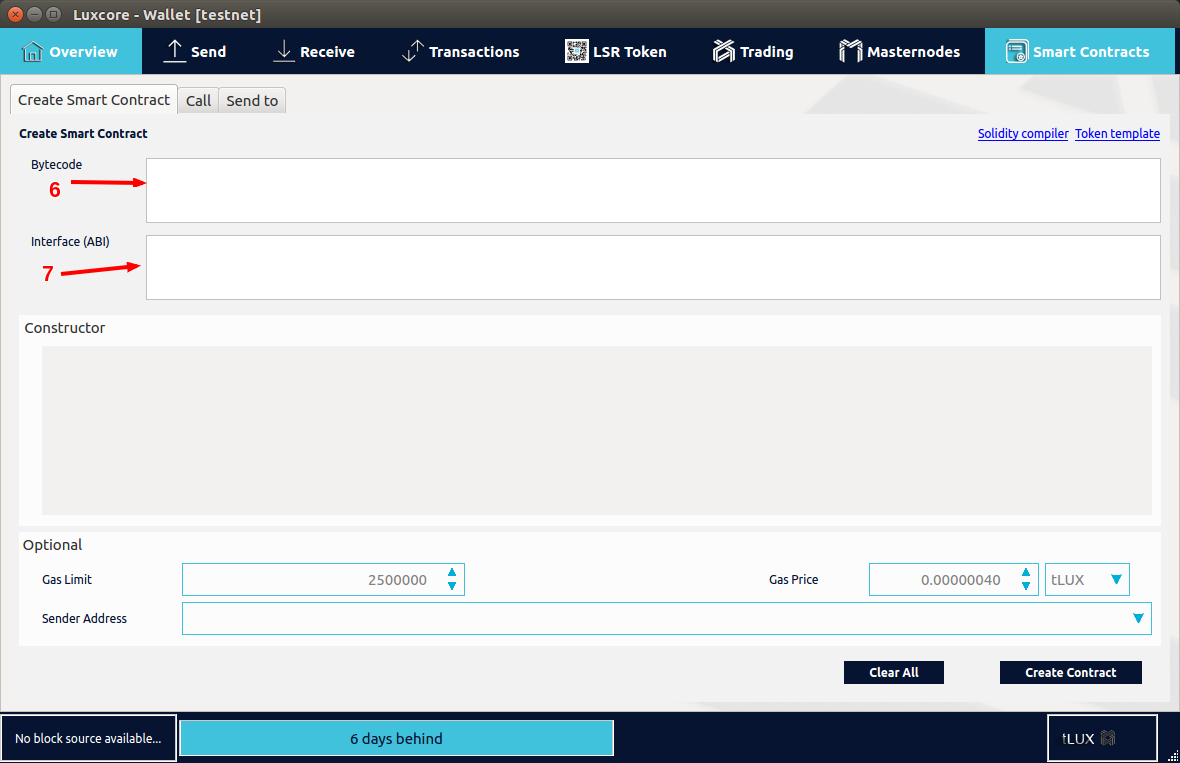 Luxcore - Wallet [testnet]
Overview Send Receive Transactions LSR Token Trading Masternodes Smart Contracts
Create Smart Contract Call Send to
Create Smart Contract Solidity compiler Token template
Bytecode
6
Interface (ABI)
7
Constructor
Optional
Gas Limit 2500000 Gas Price 0.00000040 tLUX
Sender Address
Clear All Create Contract
No block source available... 6 days behind tLUX